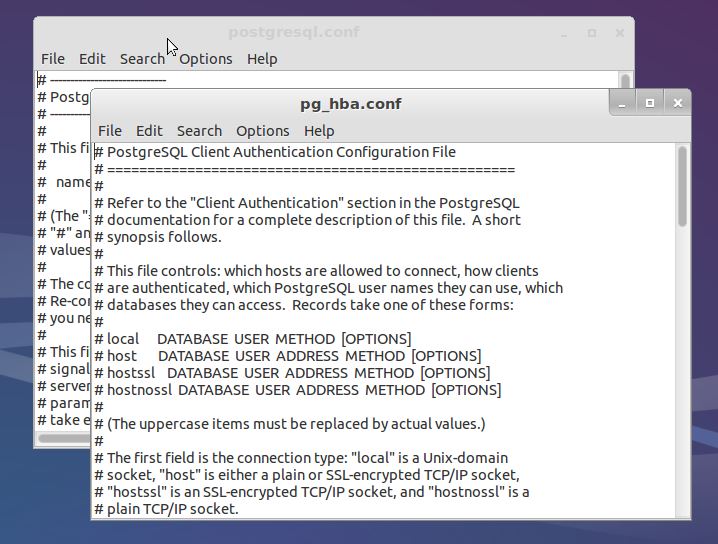 postgresql.conf
File Edit Search Options Help
# -----------------------------
# Postg
# -----
#
# This fi
#
#   name
#
# (The "
# "#" an
# values
#
# The co
# Re-con
# you ne
#
# This fi
# signal
# server
# param
# take e
pg_hba.conf
File Edit Search Options Help
# PostgreSQL Client Authentication Configuration File
# ===================================================
#
# Refer to the "Client Authentication" section in the PostgreSQL
# documentation for a complete description of this file.  A short
# synopsis follows.
#
# This file controls: which hosts are allowed to connect, how clients
# are authenticated, which PostgreSQL user names they can use, which
# databases they can access.  Records take one of these forms:
#
# local      DATABASE  USER  METHOD  [OPTIONS]
# host       DATABASE  USER  ADDRESS  METHOD  [OPTIONS]
# hostssl    DATABASE  USER  ADDRESS  METHOD  [OPTIONS]
# hostnossl  DATABASE  USER  ADDRESS  METHOD  [OPTIONS]
#
# (The uppercase items must be replaced by actual values.)
#
# The first field is the connection type: "local" is a Unix-domain
# socket, "host" is either a plain or SSL-encrypted TCP/IP socket,
# "hostssl" is an SSL-encrypted TCP/IP socket, and "hostnossl" is a
# plain TCP/IP socket.